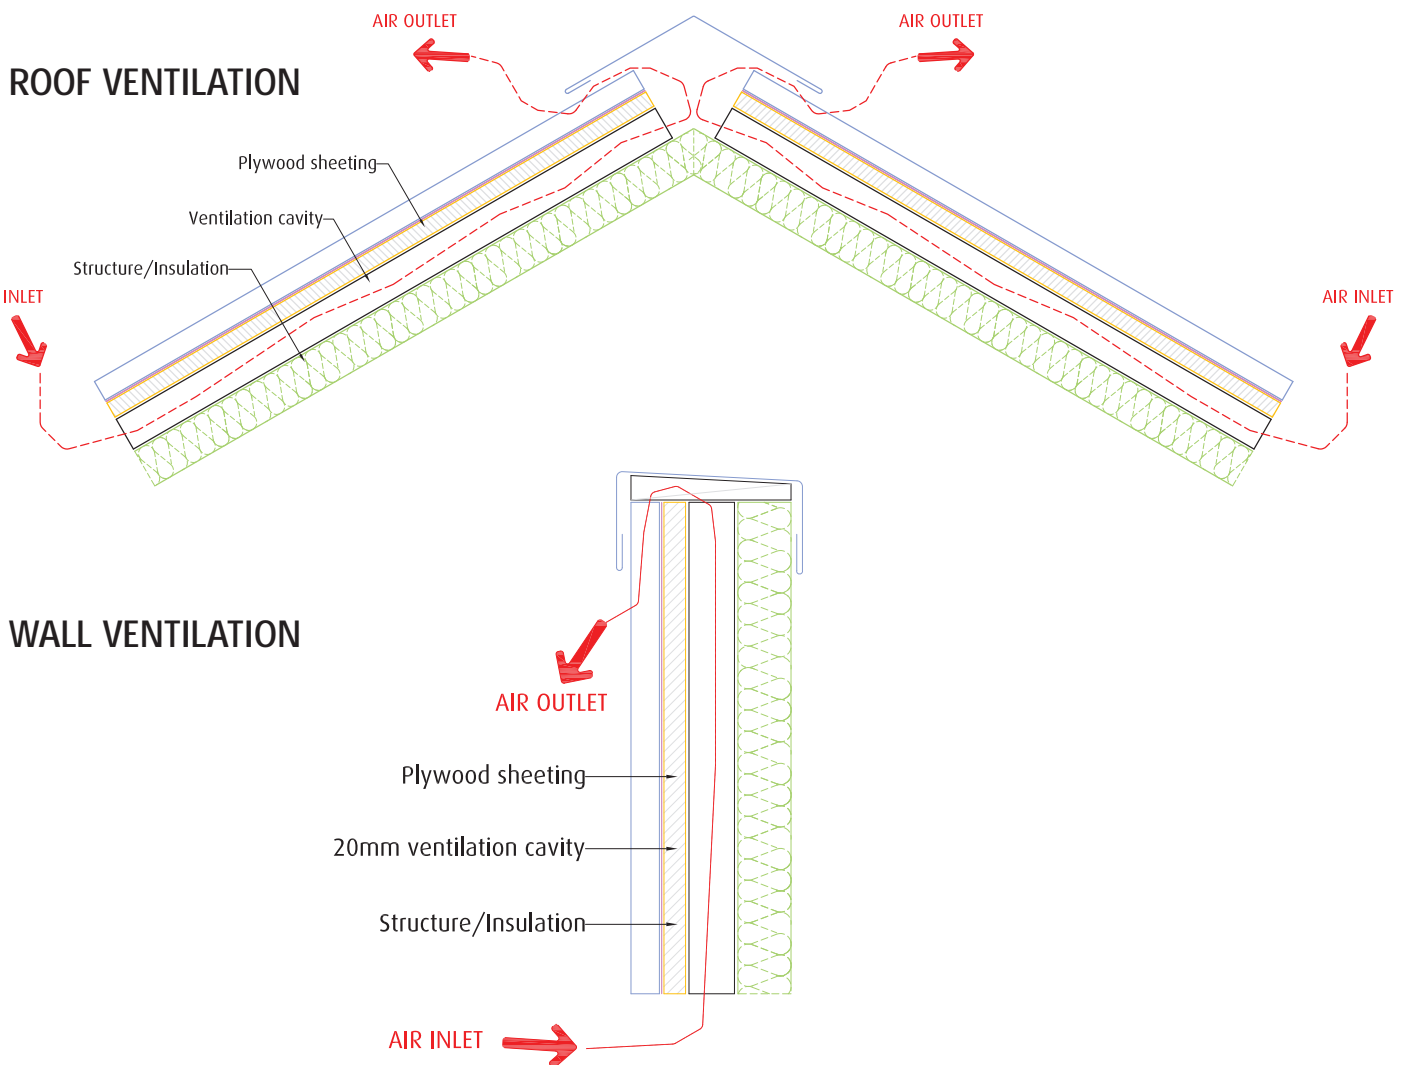 AIR OUTLET
AIR OUTLET
ROOF VENTILATION
Plywood sheeting
Ventilation cavity
Structure/Insulation
INLET
AIR INLET
WALL VENTILATION
AIR OUTLET
Plywood sheeting
20mm ventilation cavity
Structure/Insulation
AIR INLET